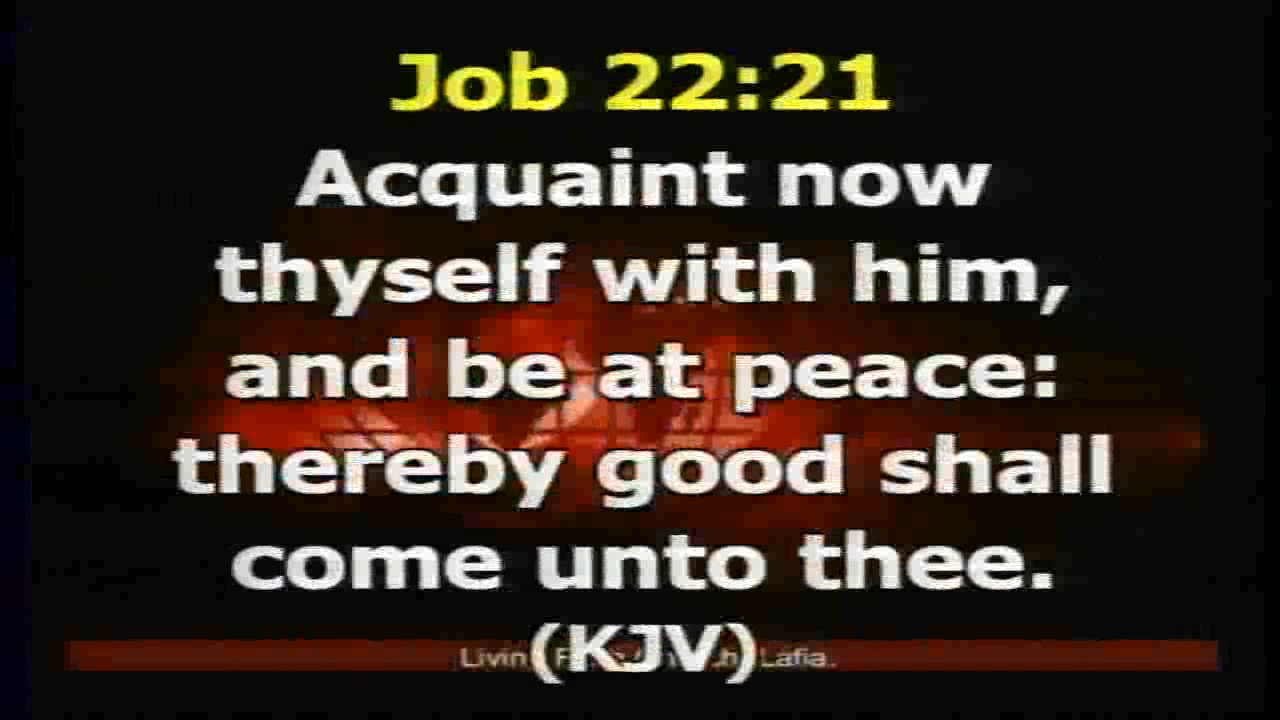 Job 22:21
Acquaint now
thyself with him,
and be at peace:
thereby good shall
come unto thee.
(KJV)
Lafia.